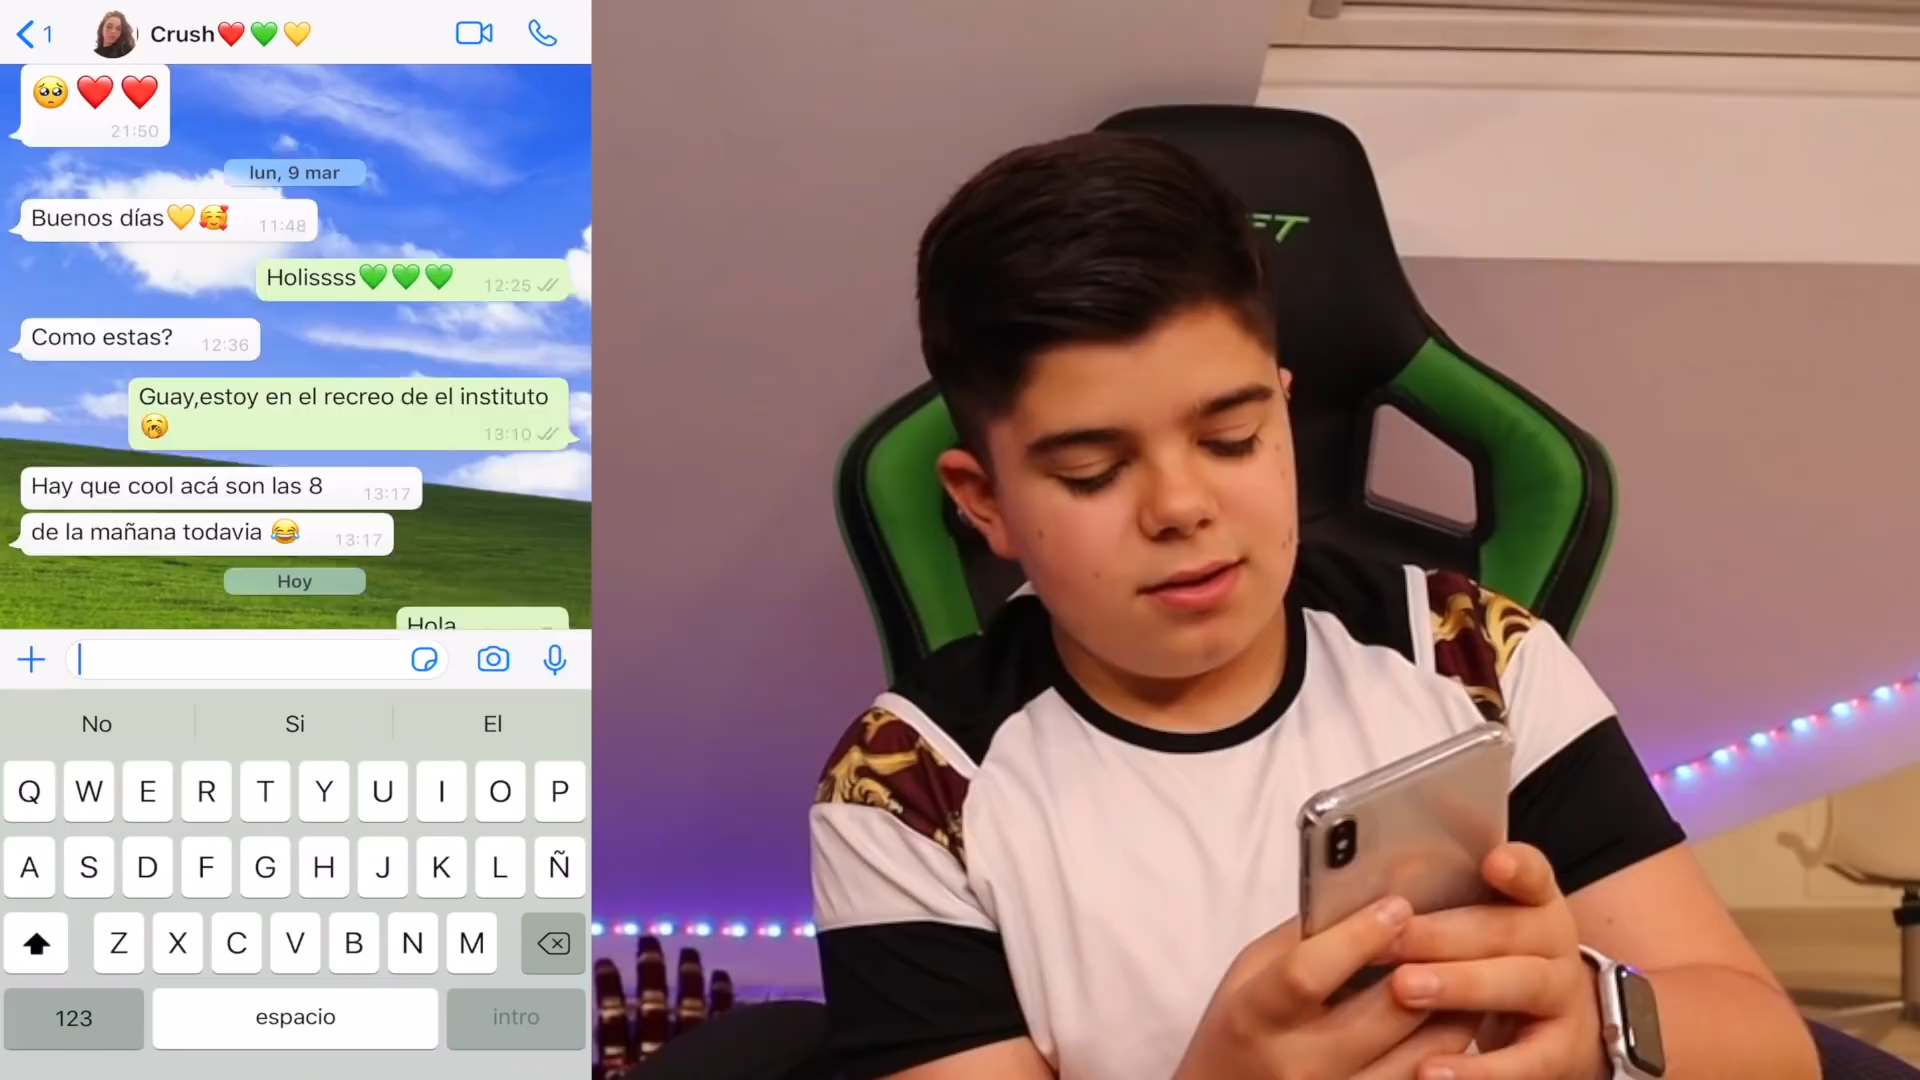 1
Crush❤️💚💛
🥺❤️❤️
21:50
lun, 9 mar
Buenos días💛🥰 11:48
Holissss💚💚💚 12:25
Como estas? 12:36
Guay,estoy en el recreo de el instituto
🥱 13:10
Hay que cool acá son las 8 13:17
de la mañana todavia 😂 13:17
Hoy
Hola
No Si El
Q W E R T Y U I O P
A S D F G H J K L Ñ
Z X C V B N M
123 espacio intro